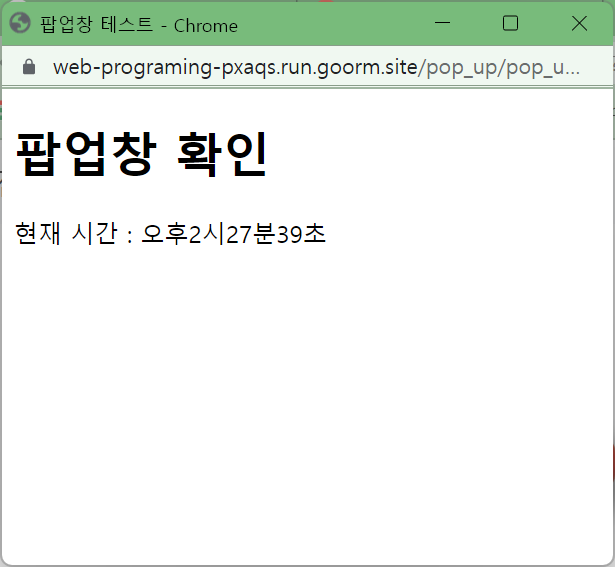 팝업창 테스트 - Chrome
web-programing-pxaqs.run.goorm.site/pop_up/pop_u...
팝업창 확인
현재 시간 : 오후2시27분39초